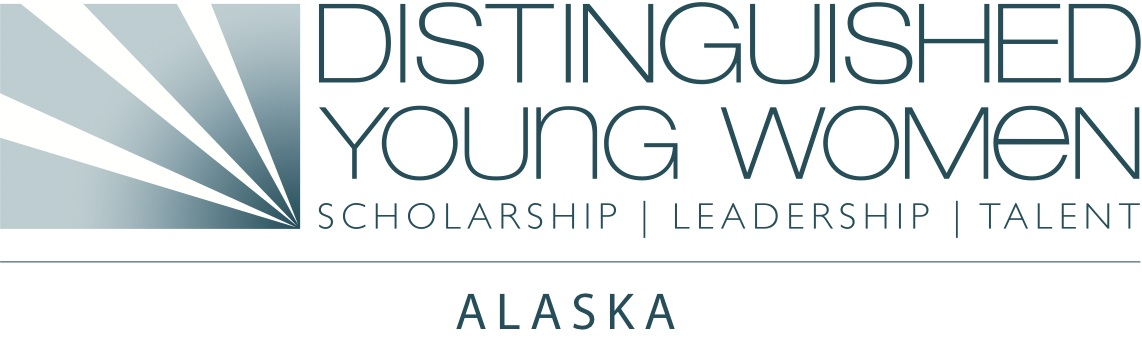 DISTINGUISHED
YOUNG WOMEN
SCHOLARSHIP | LEADERSHIP | TALENT
ALASKA